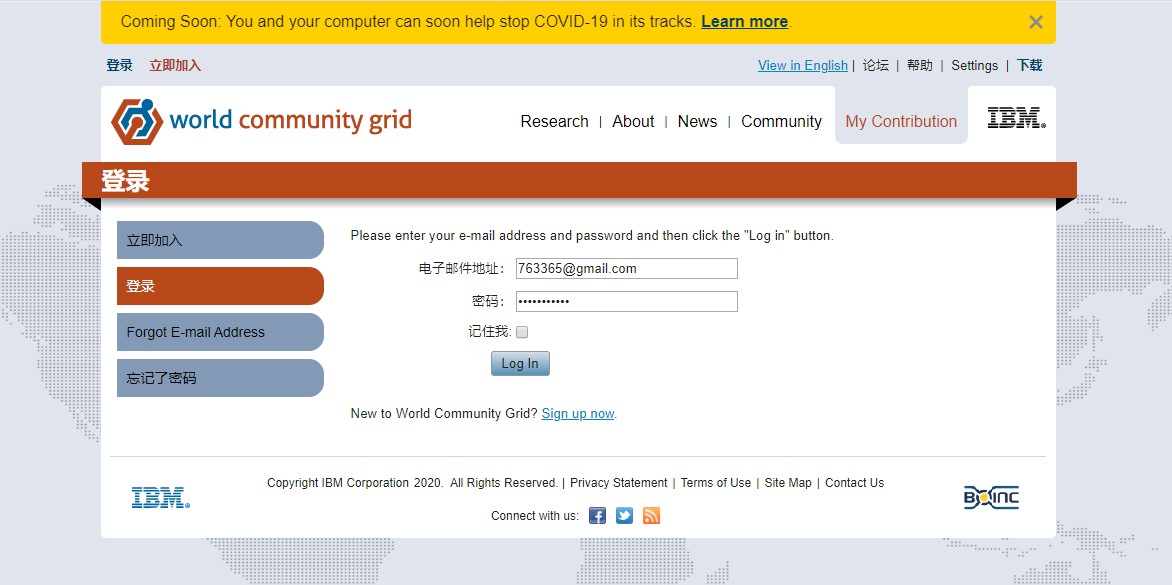 Coming Soon: You and your computer can soon help stop COVID-19 in its tracks. Learn more.
登录 立即加入 View in English | 论坛 | 帮助 | Settings | 下载
world community grid Research | About | News | Community My Contribution IBM.
登录
立即加入
登录
Forgot E-mail Address
忘记了密码
Please enter your e-mail address and password and then click the "Log in" button.
电子邮件地址: 763365@gmail.com
密码: •••••••••••
记住我:
Log In
New to World Community Grid? Sign up now.
IBM.
Copyright IBM Corporation 2020. All Rights Reserved. | Privacy Statement | Terms of Use | Site Map | Contact Us
Connect with us:
BOINC